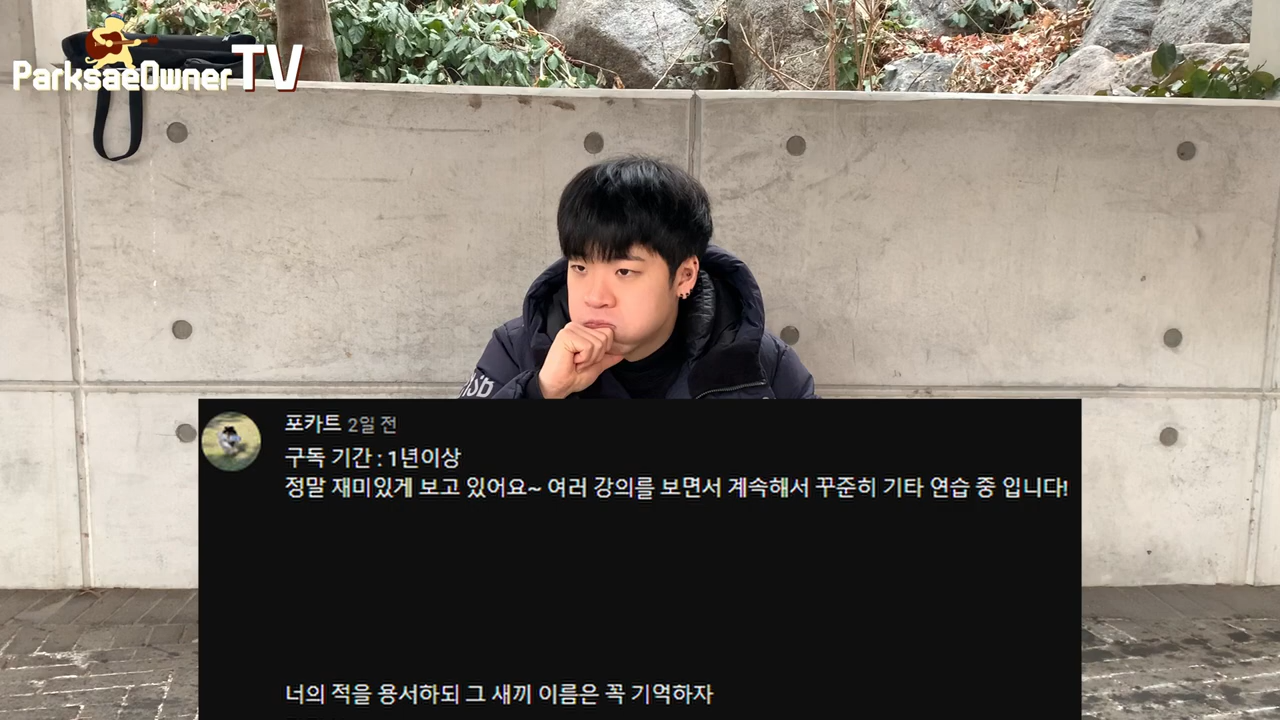 ParksaeOwnerTV
포카트 2일 전
구독 기간 : 1년이상
정말 재미있게 보고 있어요~ 여러 강의를 보면서 계속해서 꾸준히 기타 연습 중 입니다!
너의 적을 용서하되 그 새끼 이름은 꼭 기억하자